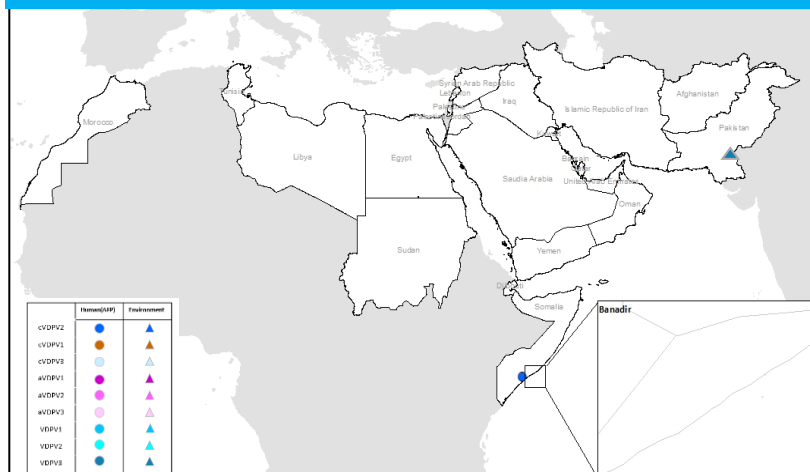 Tunisia
Syrian Arab Republic
Lebanon
Iraq
Islamic Republic of Iran
Afghanistan
Pakistan
Morocco
Libya
Egypt
Saudia Arabia
United Arab Emirates
Oman
Sudan
Yemen
Djibouti
Somalia
Banadir
Human(AFP) Environment
cVDPV2
cVDPV1
cVDPV3
aVDPV1
aVDPV2
aVDPV3
VDPV1
VDPV2
VDPV3